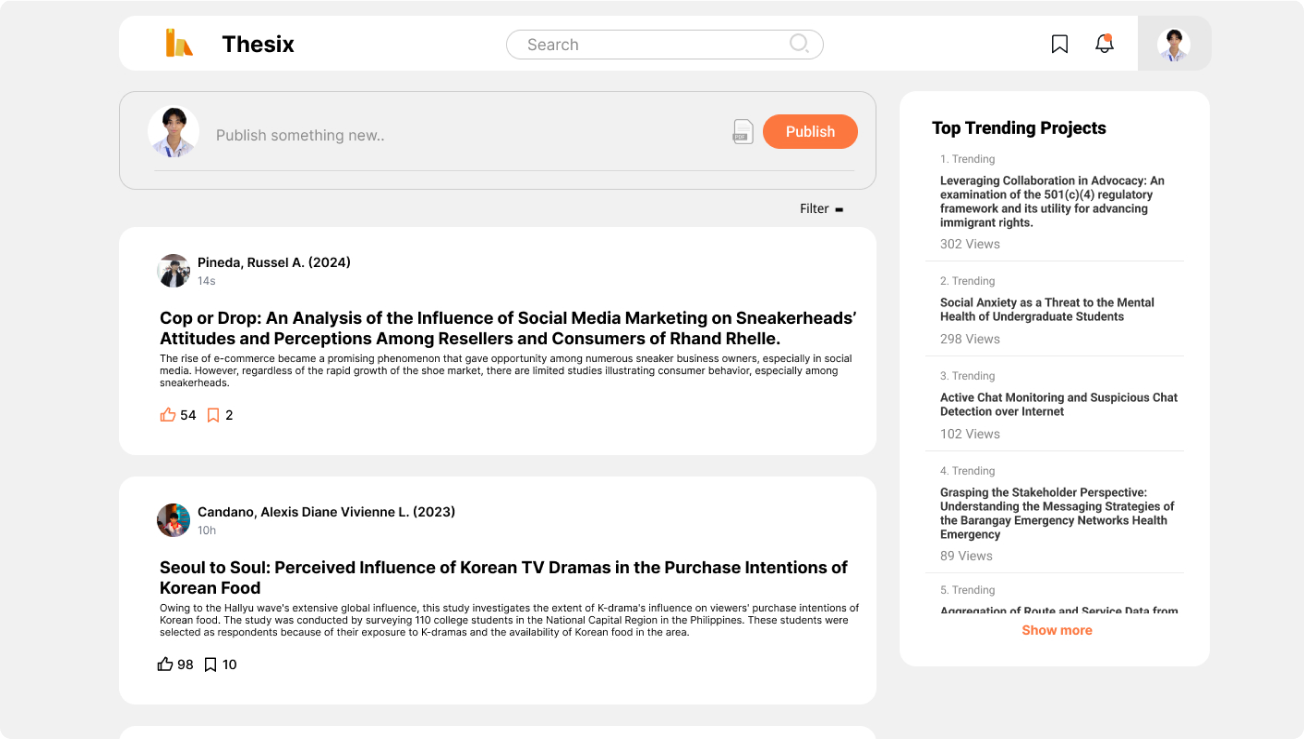 Thesix
Search
Publish something new..
PDF
Publish
Filter
Pineda, Russel A. (2024)
14s
Cop or Drop: An Analysis of the Influence of Social Media Marketing on Sneakerheads’
Attitudes and Perceptions Among Resellers and Consumers of Rhand Rhelle.
The rise of e-commerce became a promising phenomenon that gave opportunity among numerous sneaker business owners, especially in social
media. However, regardless of the rapid growth of the shoe market, there are limited studies illustrating consumer behavior, especially among
sneakerheads.
54 2
Candano, Alexis Diane Vivienne L. (2023)
10h
Seoul to Soul: Perceived Influence of Korean TV Dramas in the Purchase Intentions of
Korean Food
Owing to the Hallyu wave's extensive global influence, this study investigates the extent of K-drama's influence on viewers' purchase intentions of
Korean food. The study was conducted by surveying 110 college students in the National Capital Region in the Philippines. These students were
selected as respondents because of their exposure to K-dramas and the availability of Korean food in the area.
98 10
Top Trending Projects
1. Trending
Leveraging Collaboration in Advocacy: An
examination of the 501(c)(4) regulatory
framework and its utility for advancing
immigrant rights.
302 Views
2. Trending
Social Anxiety as a Threat to the Mental
Health of Undergraduate Students
298 Views
3. Trending
Active Chat Monitoring and Suspicious Chat
Detection over Internet
102 Views
4. Trending
Grasping the Stakeholder Perspective:
Understanding the Messaging Strategies of
the Barangay Emergency Networks Health
Emergency
89 Views
5. Trending
Aggregation of Route and Service Data from
Show more